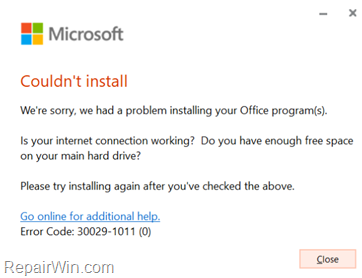 Microsoft
Couldn't install
We're sorry, we had a problem installing your Office program(s).
Is your internet connection working?  Do you have enough free space
on your main hard drive?
Please try installing again after you've checked the above.
Go online for additional help.
Error Code: 30029-1011 (0)
Close
RepairWin.com